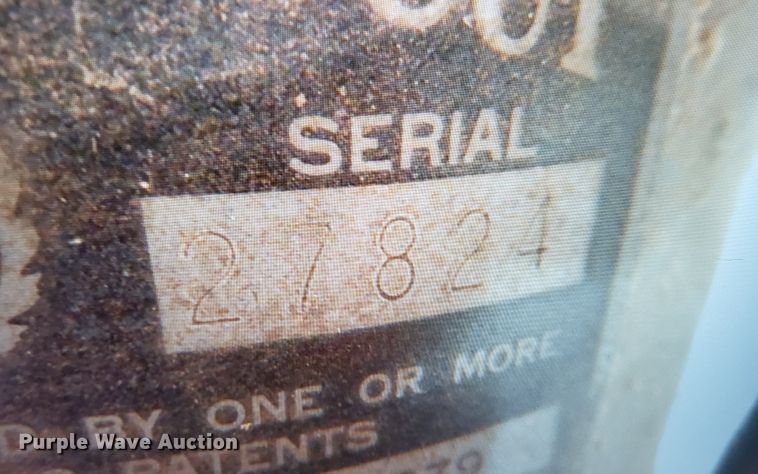 SERIAL
27824
BY ONE OR MORE
PATENTS
Purple Wave Auction